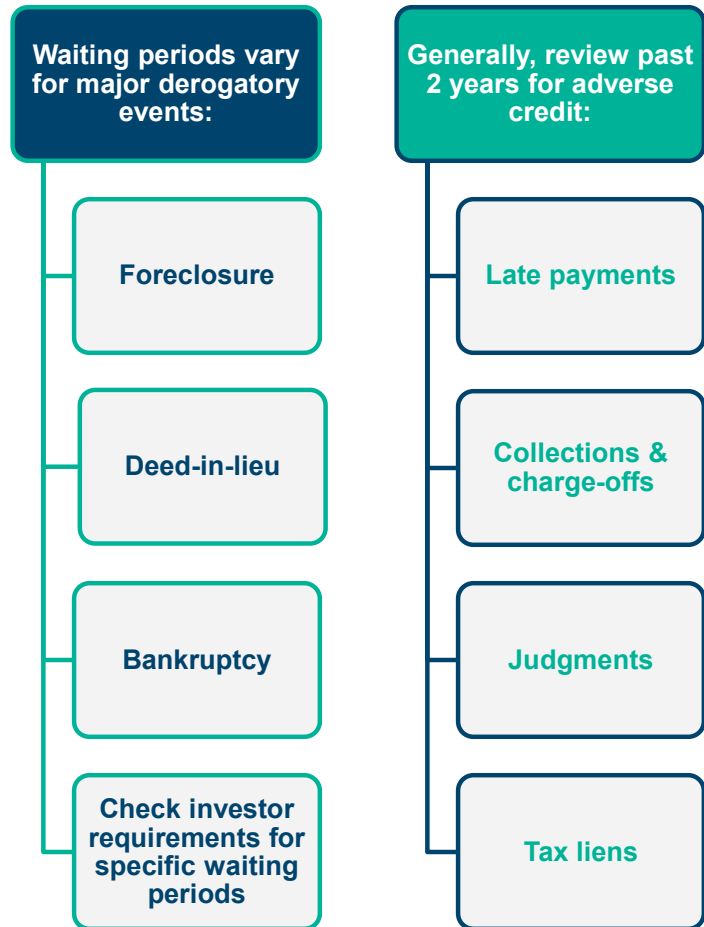 Waiting periods vary
for major derogatory
events:
Foreclosure
Deed-in-lieu
Bankruptcy
Check investor
requirements for
specific waiting
periods
Generally, review past
2 years for adverse
credit:
Late payments
Collections &
charge-offs
Judgments
Tax liens